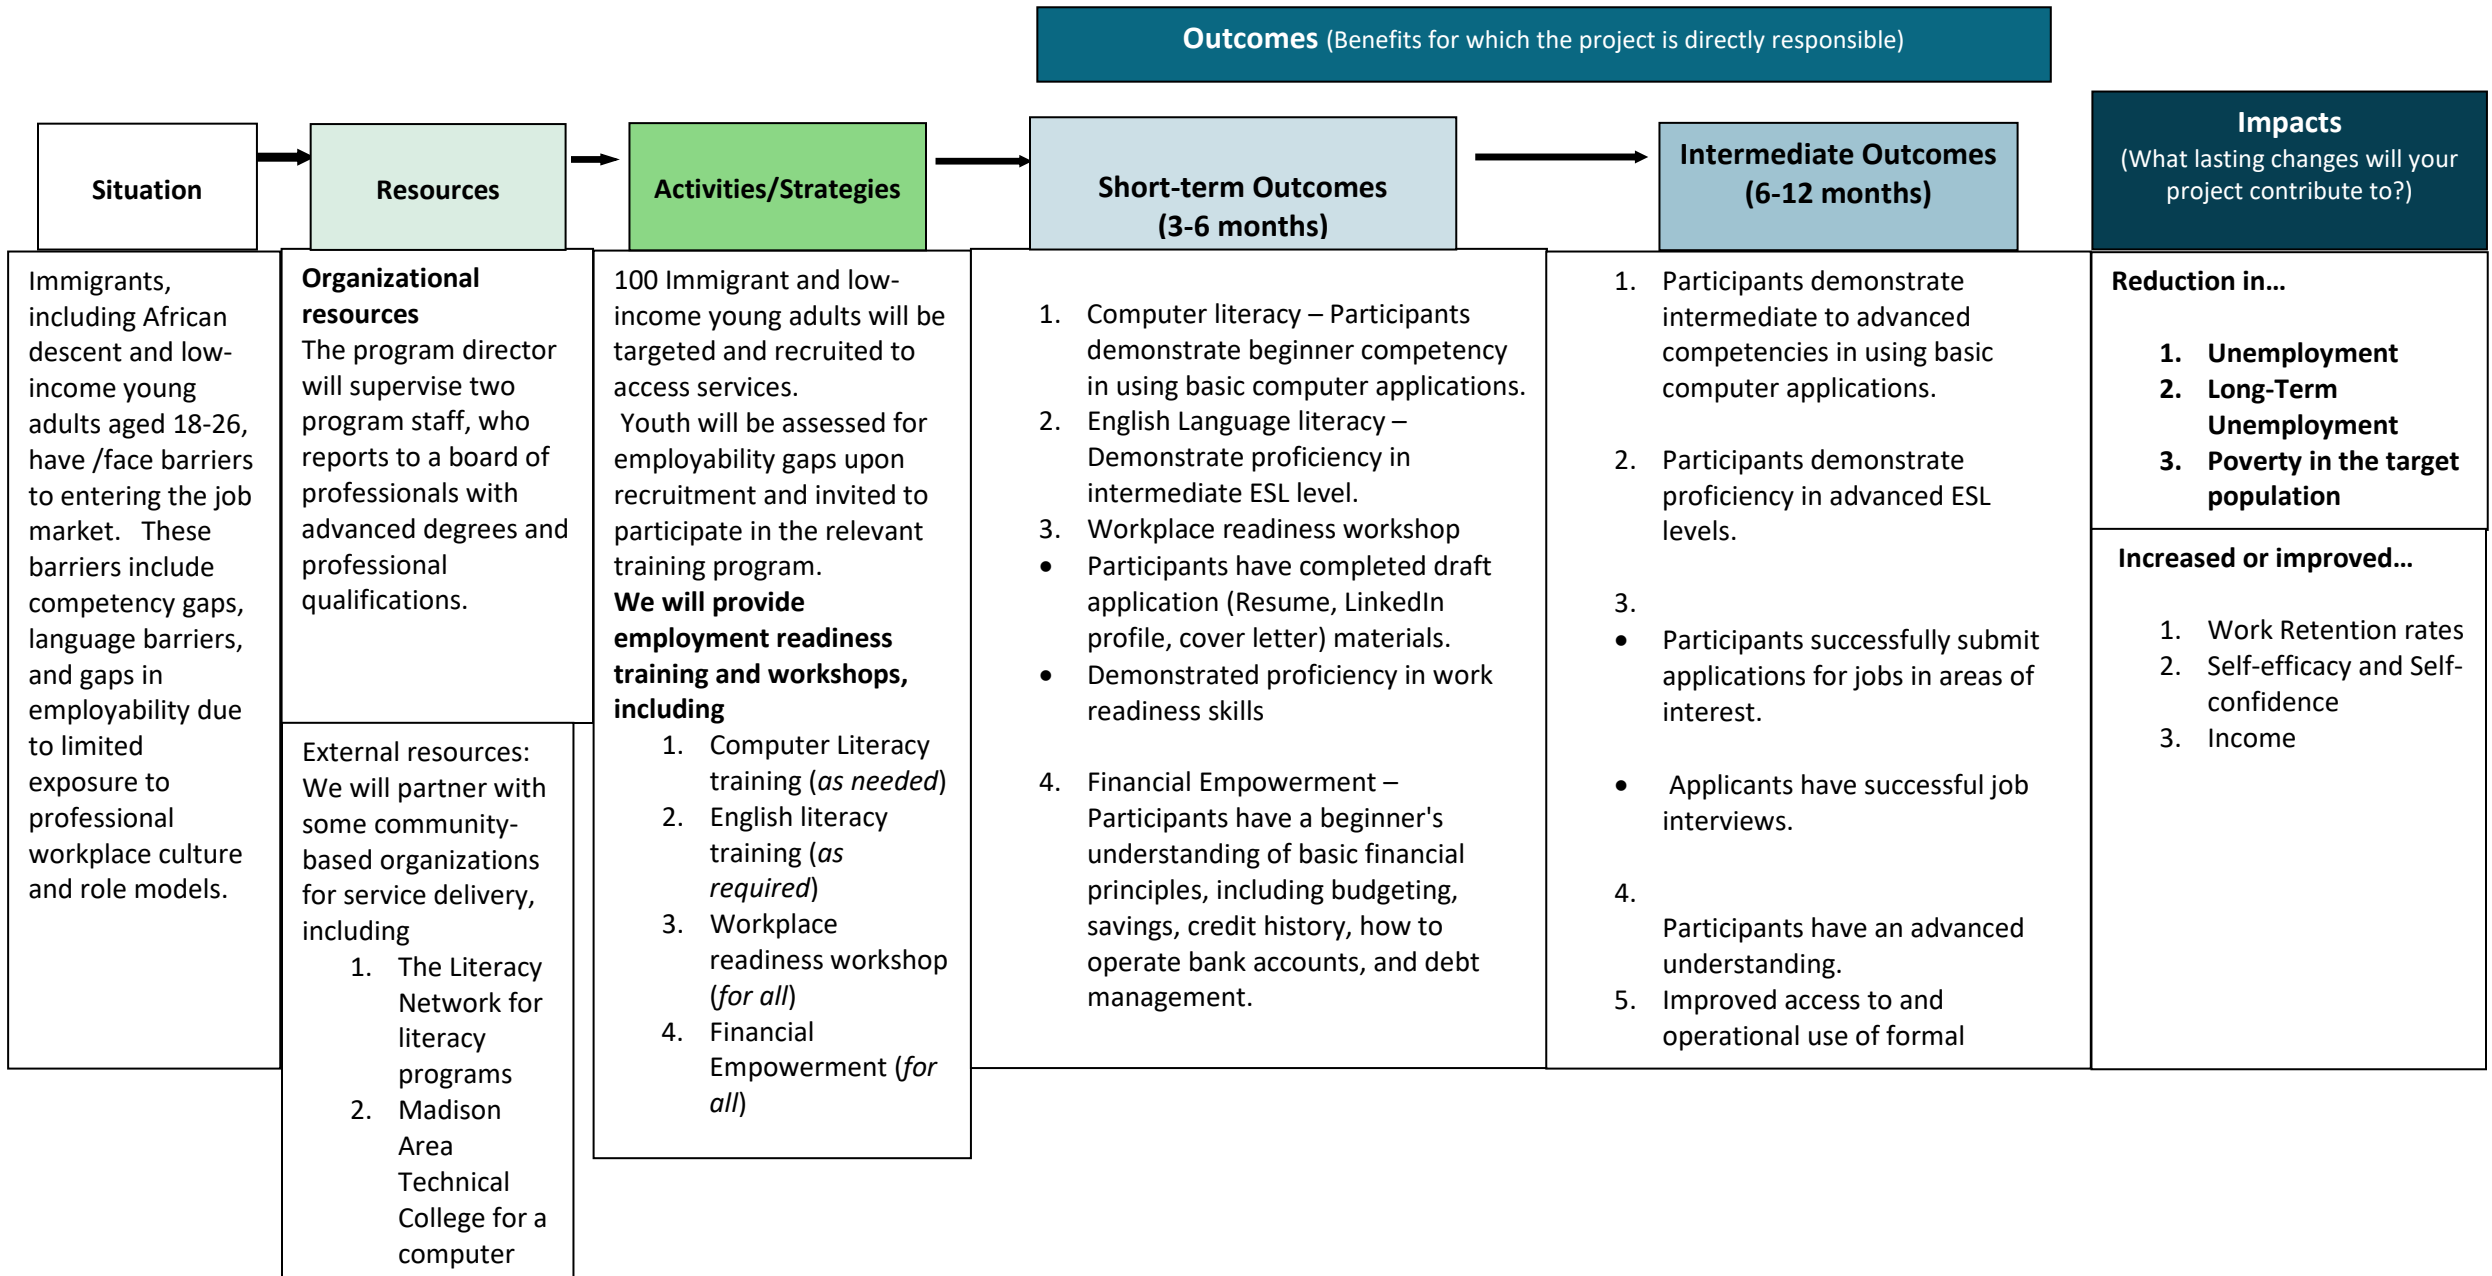 Outcomes (Benefits for which the project is directly responsible)
Situation
Resources
Activities/Strategies
Short-term Outcomes
(3-6 months)
Intermediate Outcomes
(6-12 months)
Impacts
(What lasting changes will your
project contribute to?)
Immigrants,
including African
descent and low-
income young
adults aged 18-26,
have /face barriers
to entering the job
market.   These
barriers include
competency gaps,
language barriers,
and gaps in
employability due
to limited
exposure to
professional
workplace culture
and role models.
Organizational
resources
The program director
will supervise two
program staff, who
reports to a board of
professionals with
advanced degrees and
professional
qualifications.
External resources:
We will partner with
some community-
based organizations
for service delivery,
including
1. The Literacy
Network for
literacy
programs
2. Madison
Area
Technical
College for a
computer
100 Immigrant and low-
income young adults will be
targeted and recruited to
access services.
Youth will be assessed for
employability gaps upon
recruitment and invited to
participate in the relevant
training program.
We will provide
employment readiness
training and workshops,
including
1. Computer Literacy
training (as needed)
2. English literacy
training (as
required)
3. Workplace
readiness workshop
(for all)
4. Financial
Empowerment (for
all)
1. Computer literacy – Participants
demonstrate beginner competency
in using basic computer applications.
2. English Language literacy –
Demonstrate proficiency in
intermediate ESL level.
3. Workplace readiness workshop
• Participants have completed draft
application (Resume, LinkedIn
profile, cover letter) materials.
• Demonstrated proficiency in work
readiness skills
4. Financial Empowerment –
Participants have a beginner's
understanding of basic financial
principles, including budgeting,
savings, credit history, how to
operate bank accounts, and debt
management.
1. Participants demonstrate
intermediate to advanced
competencies in using basic
computer applications.
2. Participants demonstrate
proficiency in advanced ESL
levels.
3.
• Participants successfully submit
applications for jobs in areas of
interest.
• Applicants have successful job
interviews.
4.
Participants have an advanced
understanding.
5. Improved access to and
operational use of formal
Reduction in…
1. Unemployment
2. Long-Term
Unemployment
3. Poverty in the target
population
Increased or improved…
1. Work Retention rates
2. Self-efficacy and Self-
confidence
3. Income